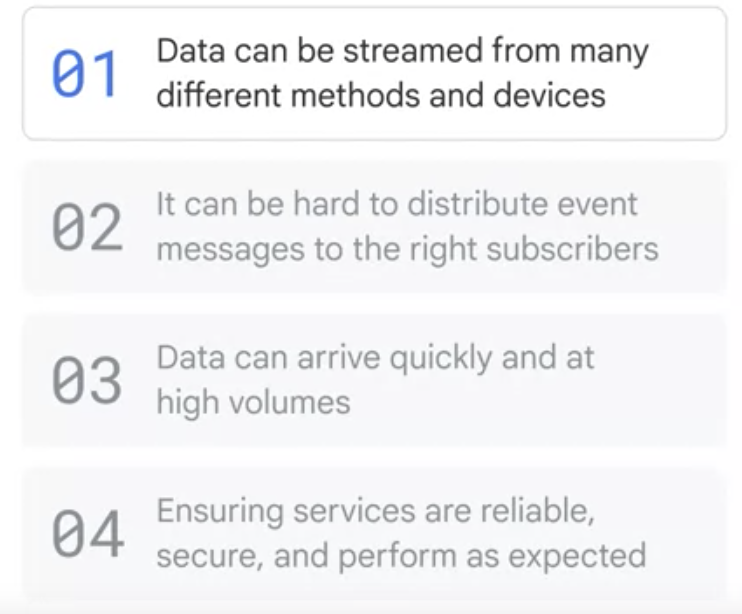 01 Data can be streamed from many
different methods and devices
02 It can be hard to distribute event
messages to the right subscribers
03 Data can arrive quickly and at
high volumes
04 Ensuring services are reliable,
secure, and perform as expected